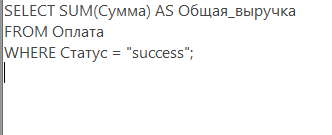 SELECT SUM(Сумма) AS Общая_выручка
FROM Оплата
WHERE Статус = "success";